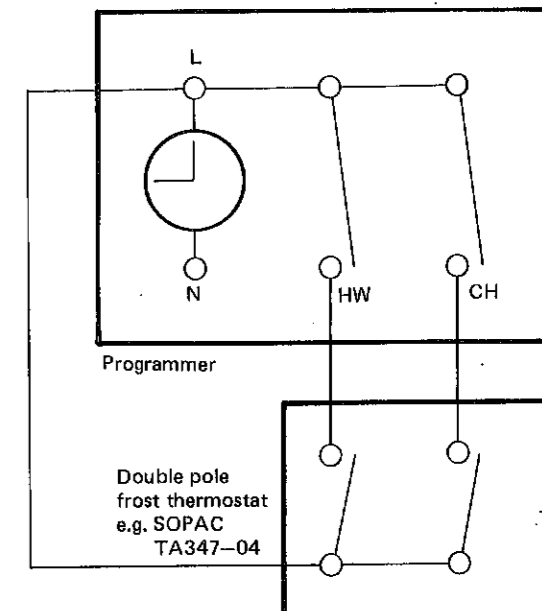 L
N
HW
CH
Programmer
Double pole
frost thermostat
e.g. SOPAC
TA347–04